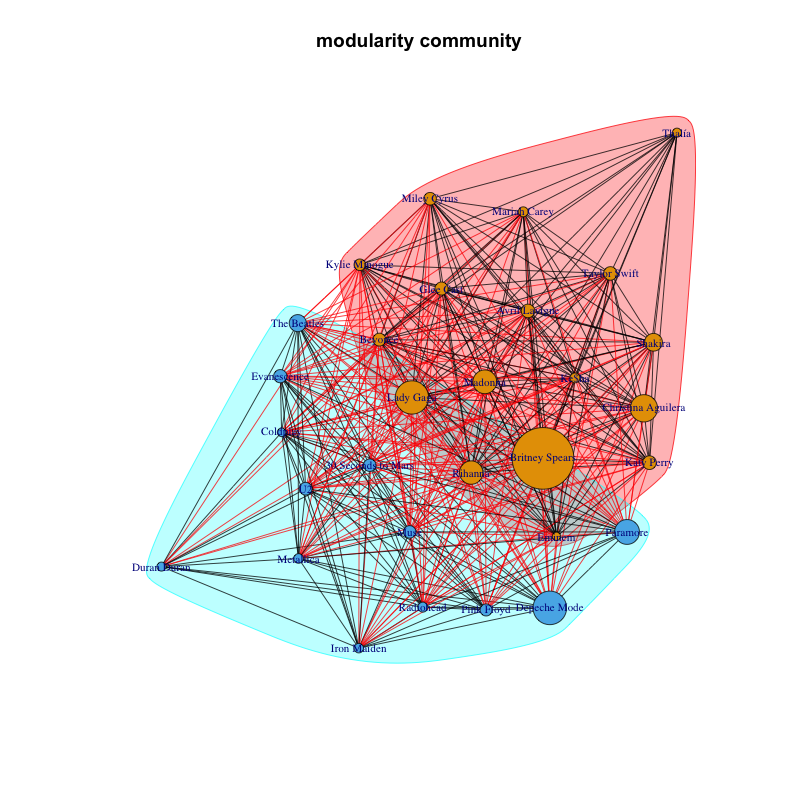 modularity community
Thalía
Miley Cyrus
Mariah Carey
Kylie Minogue
Taylor Swift
Glee Cast
Avril Lavigne
The Beatles
Beyoncé
Shakira
Evanescence
Madonna
Ke$ha
Lady Gaga
Christina Aguilera
Coldplay
Britney Spears
30 Seconds to Mars
Rihanna
Katy Perry
U2
Muse
Paramore
Eminem
Metallica
Duran Duran
Radiohead
Pink Floyd
Depeche Mode
Iron Maiden